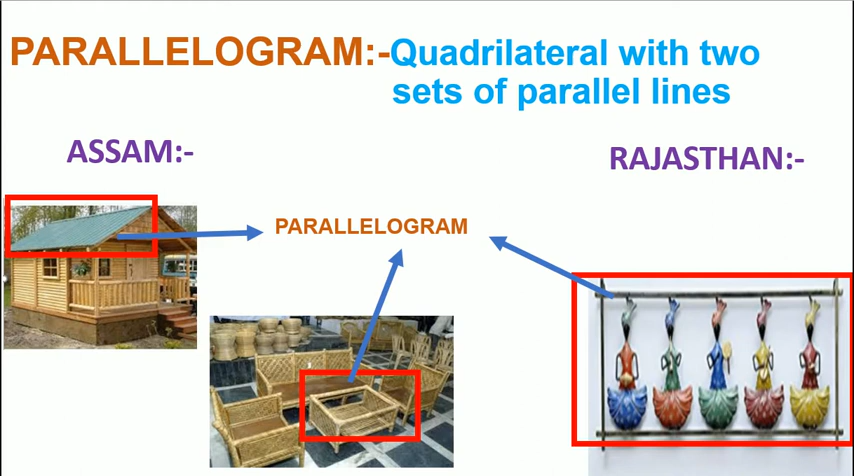 PARALLELOGRAM:-Quadrilateral with two
sets of parallel lines
ASSAM:-
RAJASTHAN:-
PARALLELOGRAM